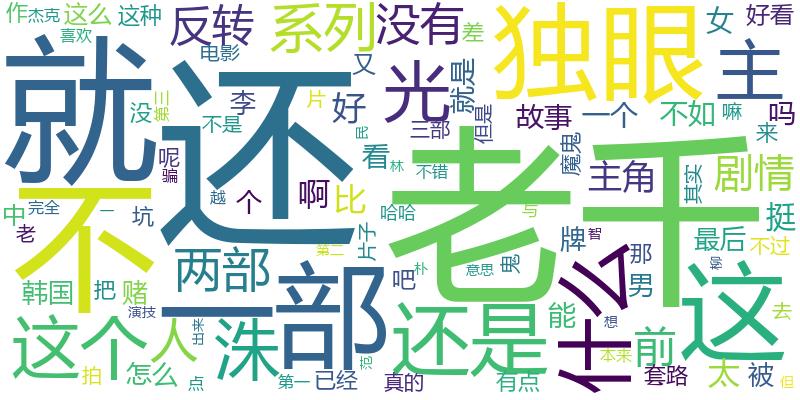 作 杰克 这么 这种 反转 系列 没有 差 独眼 女 好看
喜欢 电影 又 主
就 还 光 就是
没 第三 李 片 好 三部 但是 故事 一个 不如 嘛 吗
不是 民 来
呢 骗 看 林 不错 老千 魔鬼 主角 其实 剧情
不 越 个 啊 比 哈哈 与 挺
中 完全 一 坑 片子 牌 智 最后 不过
老 第二 两部 吧 朴 意思 鬼 什么 那 柳 这
韩国 把 赌 一部 男
演技 出来 还是 能 想 去
这个 人 洙 前
拍 怎么 点 第一 已经 范 真的 有点 本来 套路 太 被 但